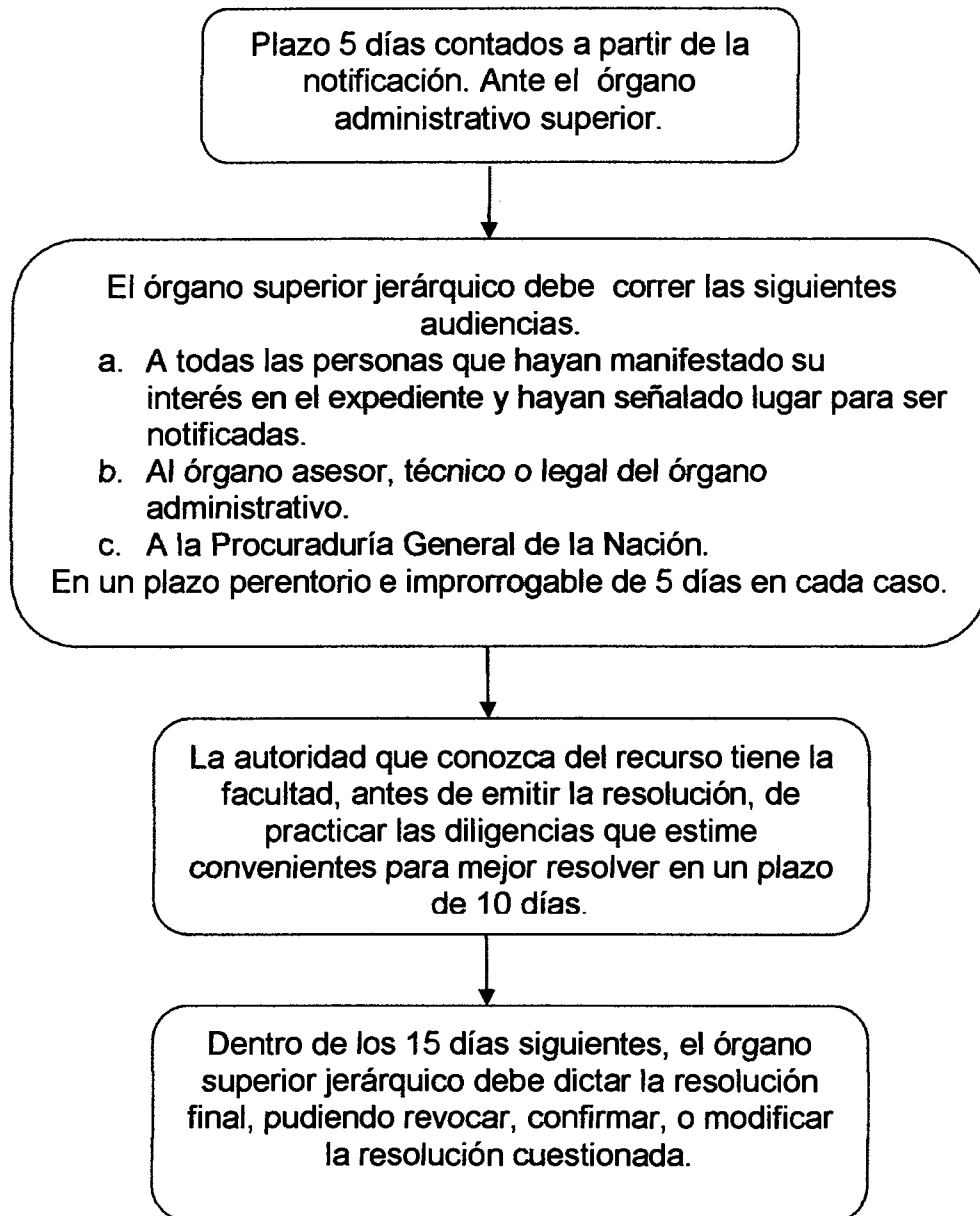 Plazo 5 días contados a partir de la
notificación. Ante el órgano
administrativo superior.
El órgano superior jerárquico debe correr las siguientes
audiencias.
a. A todas las personas que hayan manifestado su
interés en el expediente y hayan señalado lugar para ser
notificadas.
b. Al órgano asesor, técnico o legal del órgano
administrativo.
c. A la Procuraduría General de la Nación.
En un plazo perentorio e improrrogable de 5 días en cada caso.
La autoridad que conozca del recurso tiene la
facultad, antes de emitir la resolución, de
practicar las diligencias que estime
convenientes para mejor resolver en un plazo
de 10 días.
Dentro de los 15 días siguientes, el órgano
superior jerárquico debe dictar la resolución
final, pudiendo revocar, confirmar, o modificar
la resolución cuestionada.